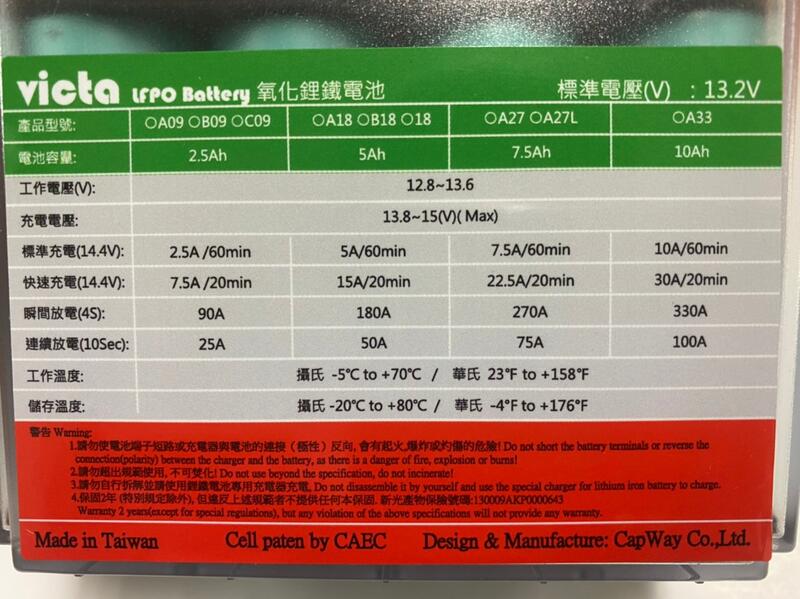 victa LFPO Battery 氧化鋰鐵電池 標準電壓(V) : 13.2V
產品型號: ○A09 ○B09 ○C09 ○A18 ○B18 ○18 ○A27 ○A27L ○A33
電池容量: 2.5Ah 5Ah 7.5Ah 10Ah
工作電壓(V): 12.8~13.6
充電電壓: 13.8~15(V)( Max)
標準充電(14.4V): 2.5A /60min 5A/60min 7.5A/60min 10A/60min
快速充電(14.4V): 7.5A /20min 15A/20min 22.5A/20min 30A/20min
瞬間放電(4S): 90A 180A 270A 330A
連續放電(10Sec): 25A 50A 75A 100A
工作溫度: 攝氏 -5℃ to +70℃ / 華氏 23°F to +158°F
儲存溫度: 攝氏 -20℃ to +80℃ / 華氏 -4°F to +176°F
警告 Warning:
1.請勿使電池端子短路或充電器與電池的連接（極性）反向, 會有起火,爆炸或灼傷的危險! Do not short the battery terminals or reverse the
connection(polarity) between the charger and the battery, as there is a danger of fire, explosion or burns!
2.請勿超出規範使用, 不可焚化! Do not use beyond the specification, do not incinerate!
3.請勿自行拆解並請使用鋰鐵電池專用充電器充電. Do not disassemble it by yourself and use the special charger for lithium iron battery to charge.
4.保固2年 (特別規定除外), 但違反上述規範者不提供任何本保固. 新光產物保險號碼:130009AKP0000643
Warranty 2 years(except for special regulations), but any violation of the above specifications will not provide any warranty.
Made in Taiwan Cell paten by CAEC Design & Manufacture: CapWay Co.,Ltd.